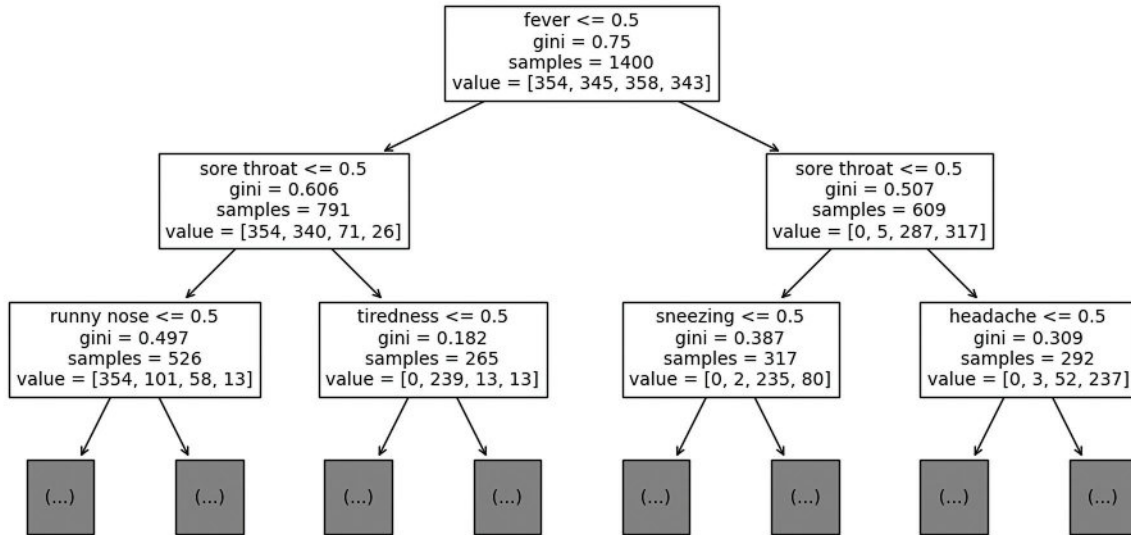 fever <= 0.5
gini = 0.75
samples = 1400
value = [354, 345, 358, 343]
sore throat <= 0.5
gini = 0.606
samples = 791
value = [354, 340, 71, 26]
sore throat <= 0.5
gini = 0.507
samples = 609
value = [0, 5, 287, 317]
runny nose <= 0.5
gini = 0.497
samples = 526
value = [354, 101, 58, 13]
tiredness <= 0.5
gini = 0.182
samples = 265
value = [0, 239, 13, 13]
sneezing <= 0.5
gini = 0.387
samples = 317
value = [0, 2, 235, 80]
headache <= 0.5
gini = 0.309
samples = 292
value = [0, 3, 52, 237]
(...)
(...)
(...)
(...)
(...)
(...)
(...)
(...)